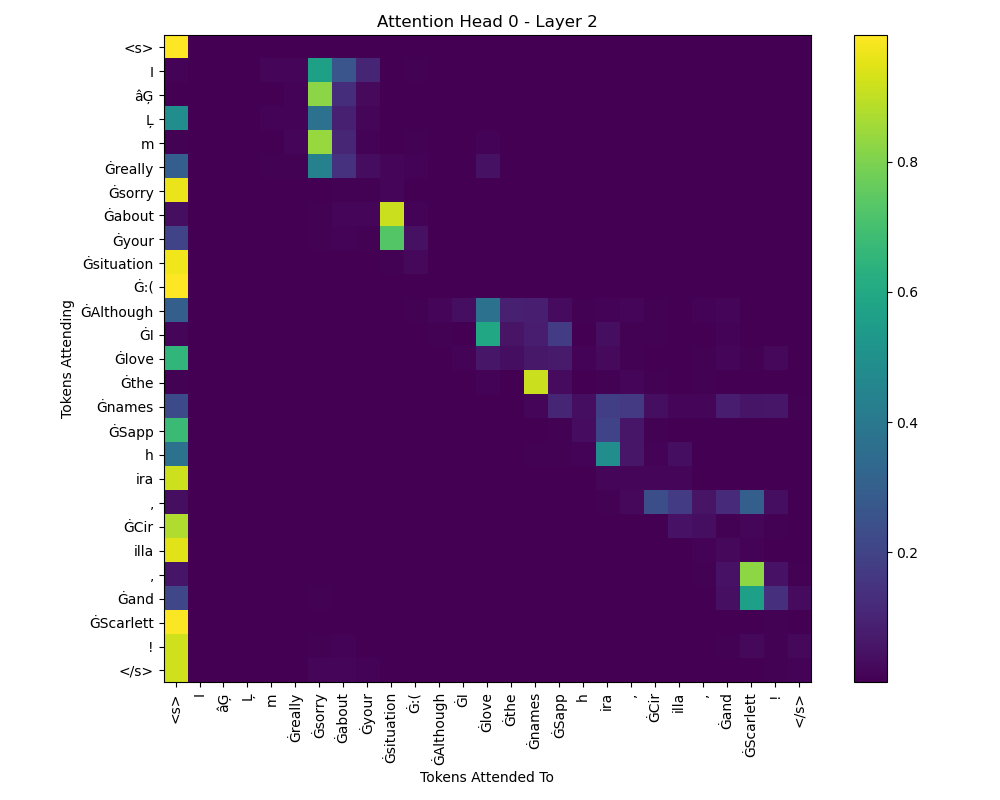 Attention Head 0 - Layer 2
<s>
I
âĢ
Ļ
m
Ġreally
Ġsorry
Ġabout
Ġyour
Ġsituation
Ġ:(
ĠAlthough
ĠI
Ġlove
Ġthe
Ġnames
ĠSapp
h
ira
,
ĠCir
illa
,
Ġand
ĠScarlett
!
</s>
Tokens Attending
<s>
I
âĢ
Ļ
m
Ġreally
Ġsorry
Ġabout
Ġyour
Ġsituation
Ġ:(
ĠAlthough
ĠI
Ġlove
Ġthe
Ġnames
ĠSapp
h
ira
,
ĠCir
illa
,
Ġand
ĠScarlett
!
</s>
Tokens Attended To
0.8
0.6
0.4
0.2